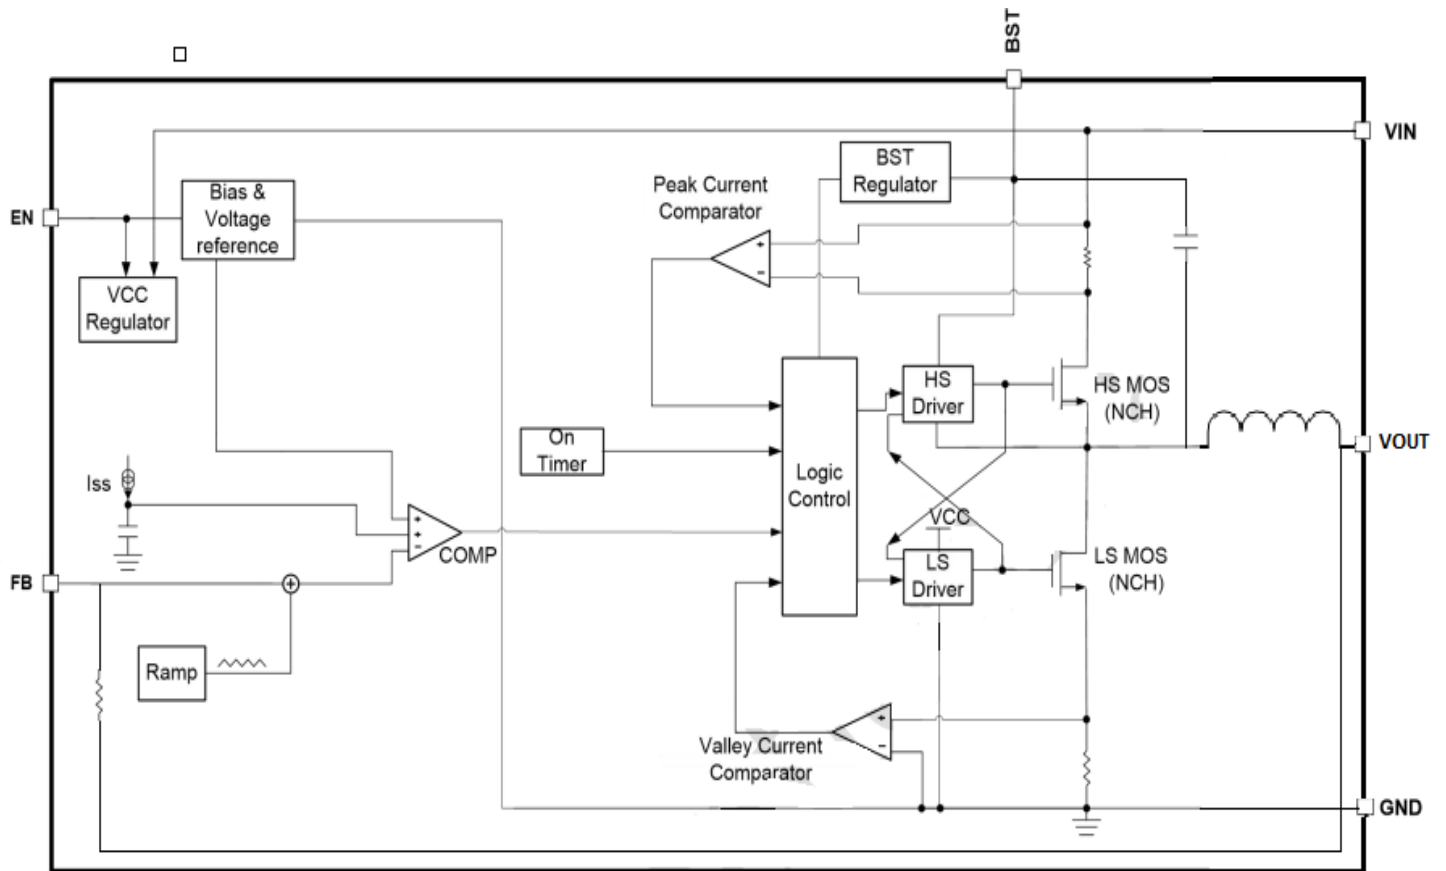 BST
VIN
BST
Regulator
Peak Current
Comparator
Bias &
Voltage
reference
EN
VCC
Regulator
HS
Driver
HS MOS
(NCH)
VOUT
On
Timer
Logic
Control
Iss
COMP
VCC
LS
Driver
LS MOS
(NCH)
FB
Ramp
Valley Current
Comparator
GND